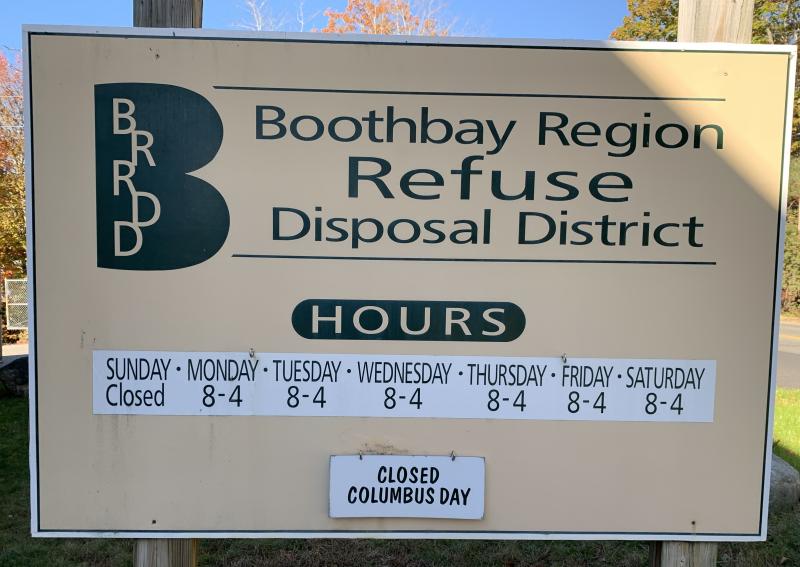 BRRDD
Boothbay Region
Refuse
Disposal District
HOURS
SUNDAY · MONDAY · TUESDAY · WEDNESDAY · THURSDAY · FRIDAY · SATURDAY
Closed 8-4 8-4 8-4 8-4 8-4 8-4
CLOSED
COLUMBUS DAY